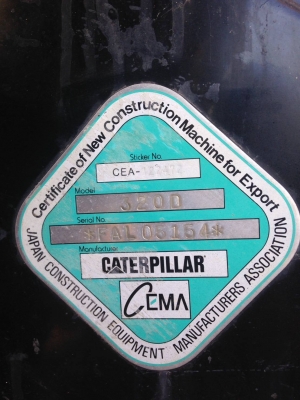 Certificate of New Construction Machine for Export
Sticker No.
CEA-
Model
320D
Serial No.
Manufacturer
CATERPILLAR
CEMA
JAPAN CONSTRUCTION EQUIPMENT MANUFACTURERS ASSOCIATION